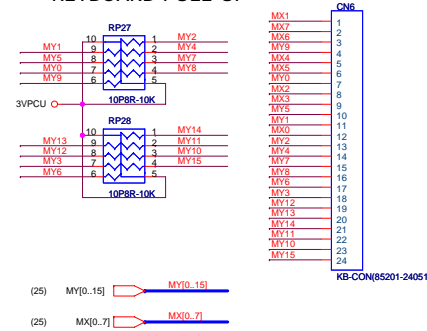 RP27
10 1 MY2
MY1 9 2 MY4
MY5 8 3 MY7
MY0 7 4 MY8
MY9 6 5
3VPCU
10P8R-10K
RP28
10 1 MY14
MY13 9 2 MY11
MY12 8 3 MY10
MY3 7 4 MY15
MY6 6 5
10P8R-10K
CN6
MX1 1
MX7 2
MX6 3
MY9 4
MX4 5
MX5 6
MY0 7
MX2 8
MX3 9
MY5 10
MY1 11
MX0 12
MY2 13
MY4 14
MY7 15
MY8 16
MY6 17
MY3 18
MY12 19
MY13 20
MY14 21
MY11 22
MY10 23
MY15 24
KB-CON(85201-24051
(25) MY[0..15] MY[0..15]
(25) MX[0..7] MX[0..7]